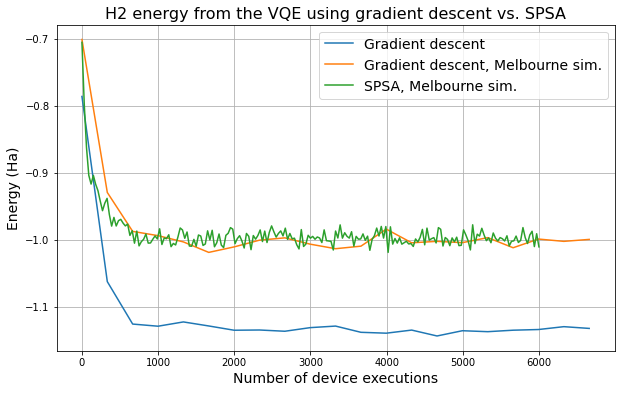 H2 energy from the VQE using gradient descent vs. SPSA
Gradient descent
Gradient descent, Melbourne sim.
SPSA, Melbourne sim.
Energy (Ha)
−0.7
−0.8
−0.9
−1.0
−1.1
0 1000 2000 3000 4000 5000 6000
Number of device executions